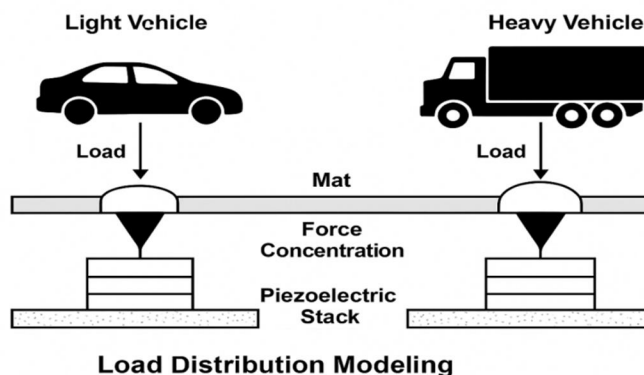 Light Vehicle
Heavy Vehicle
Load
Load
Mat
Force
Concentration
Piezoelectric
Stack
Load Distribution Modeling